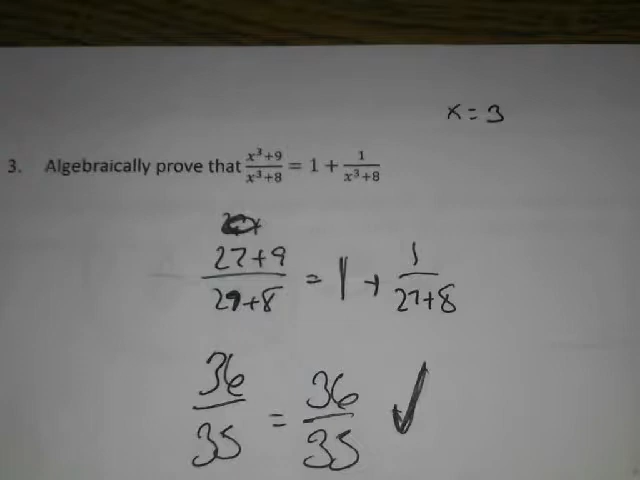 x = 3
3. Algebraically prove that (x³+9)/(x³+8) = 1 + 1/(x³+8)
(27+9)/(27+8) = 1 + 1/(27+8)
36/35 = 36/35 ✓